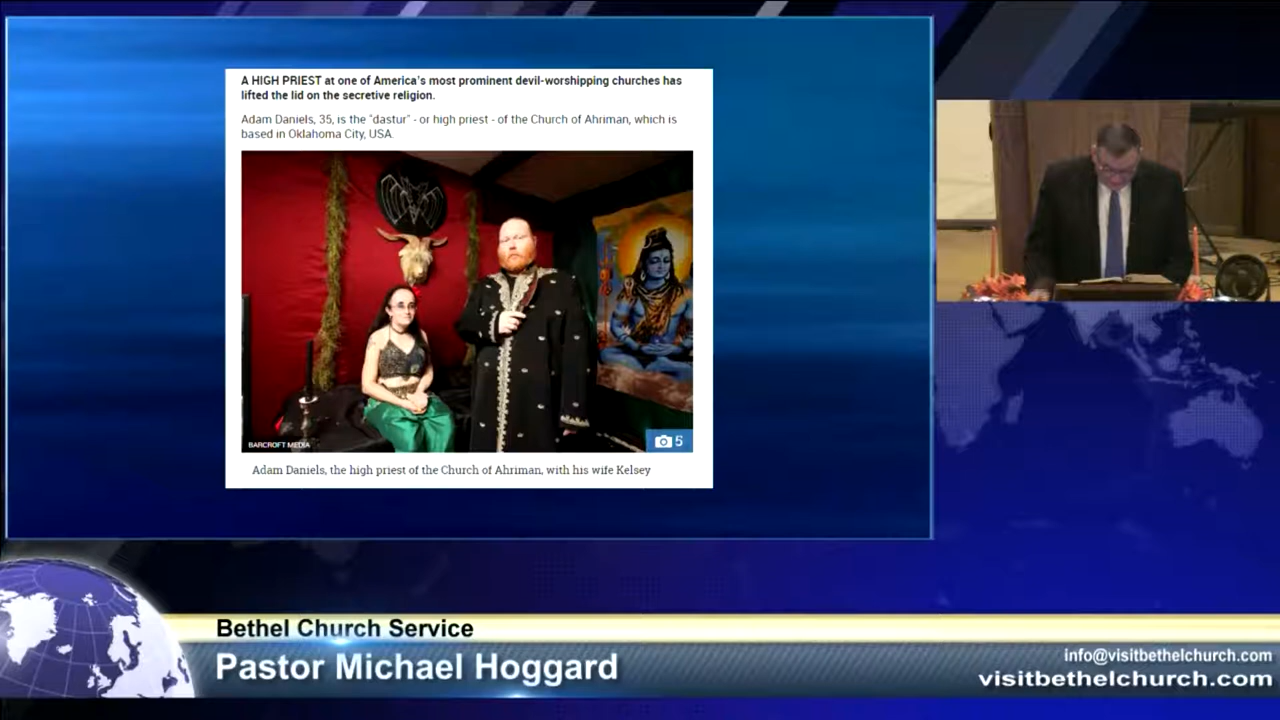 A HIGH PRIEST at one of America's most prominent devil-worshipping churches has
lifted the lid on the secretive religion.
Adam Daniels, 35, is the "dastur" - or high priest - of the Church of Ahriman, which is
based in Oklahoma City, USA.
BARCROFT MEDIA
5
Adam Daniels, the high priest of the Church of Ahriman, with his wife Kelsey
Bethel Church Service
Pastor Michael Hoggard
info@visitbethelchurch.com
visitbethelchurch.com